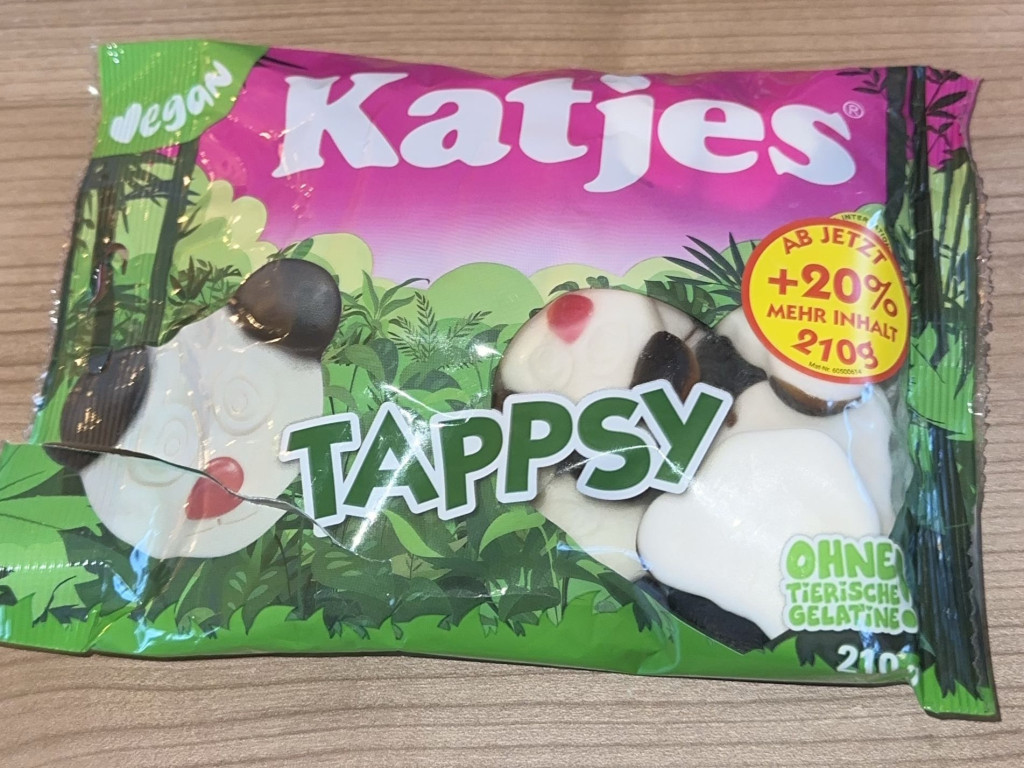 Vegan
Katjes®
AB JETZT
+20%
MEHR INHALT
210g
TAPPSY
OHNE
TIERISCHE
GELATINE!
210